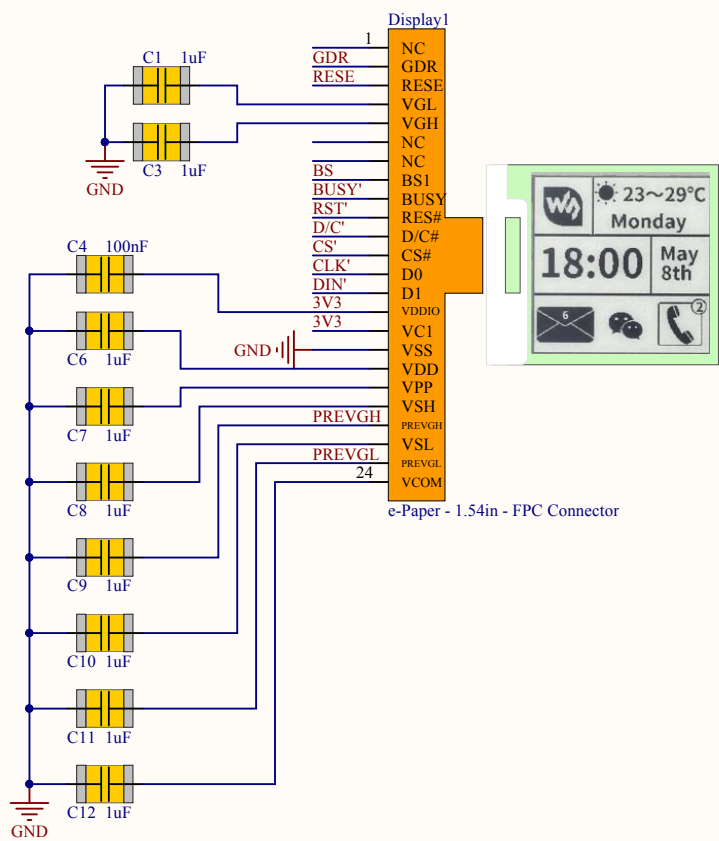 Display1
1
NC
GDR GDR
RESE RESE
C1 1uF
VGL
VGH
C3 1uF
GND
NC
NC
BS BS1
BUSY' BUSY
RST' RES#
D/C' D/C#
CS' CS#
CLK' D0
DIN' D1
3V3 VDDIO
3V3 VC1
GND VSS
VDD
VPP
VSH
PREVGH PREVGH
VSL
PREVGL PREVGL
24 VCOM
e-Paper - 1.54in - FPC Connector
C4 100nF
C6 1uF
C7 1uF
C8 1uF
C9 1uF
C10 1uF
C11 1uF
C12 1uF
GND
23～29°C
Monday
18:00
May
8th
6
2